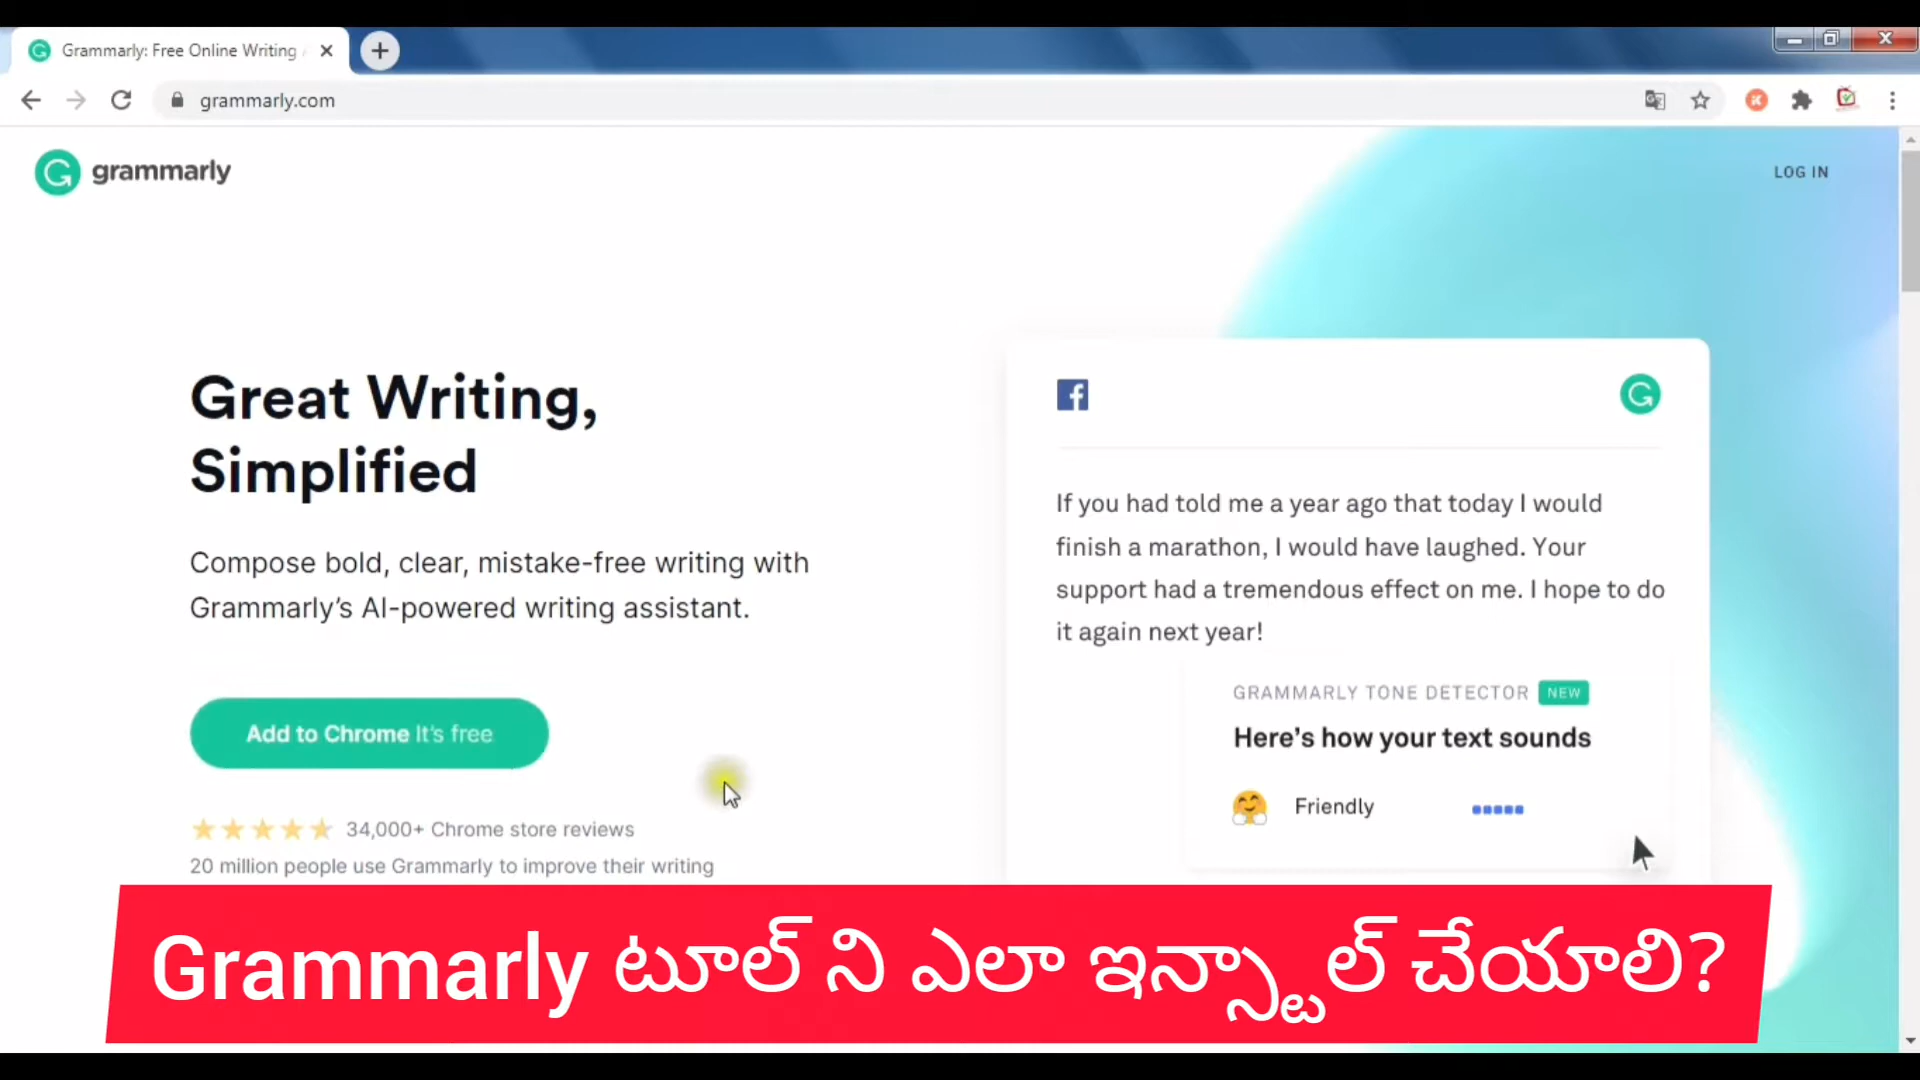 Grammarly: Free Online Writing
grammarly.com
grammarly
LOG IN
Great Writing,
Simplified
Compose bold, clear, mistake-free writing with
Grammarly's AI-powered writing assistant.
Add to Chrome It's free
34,000+ Chrome store reviews
20 million people use Grammarly to improve their writing
If you had told me a year ago that today I would
finish a marathon, I would have laughed. Your
support had a tremendous effect on me. I hope to do
it again next year!
GRAMMARLY TONE DETECTOR NEW
Here's how your text sounds
Friendly
Grammarly టూల్ ని ఎలా ఇన్స్టాల్ చేయాలి?